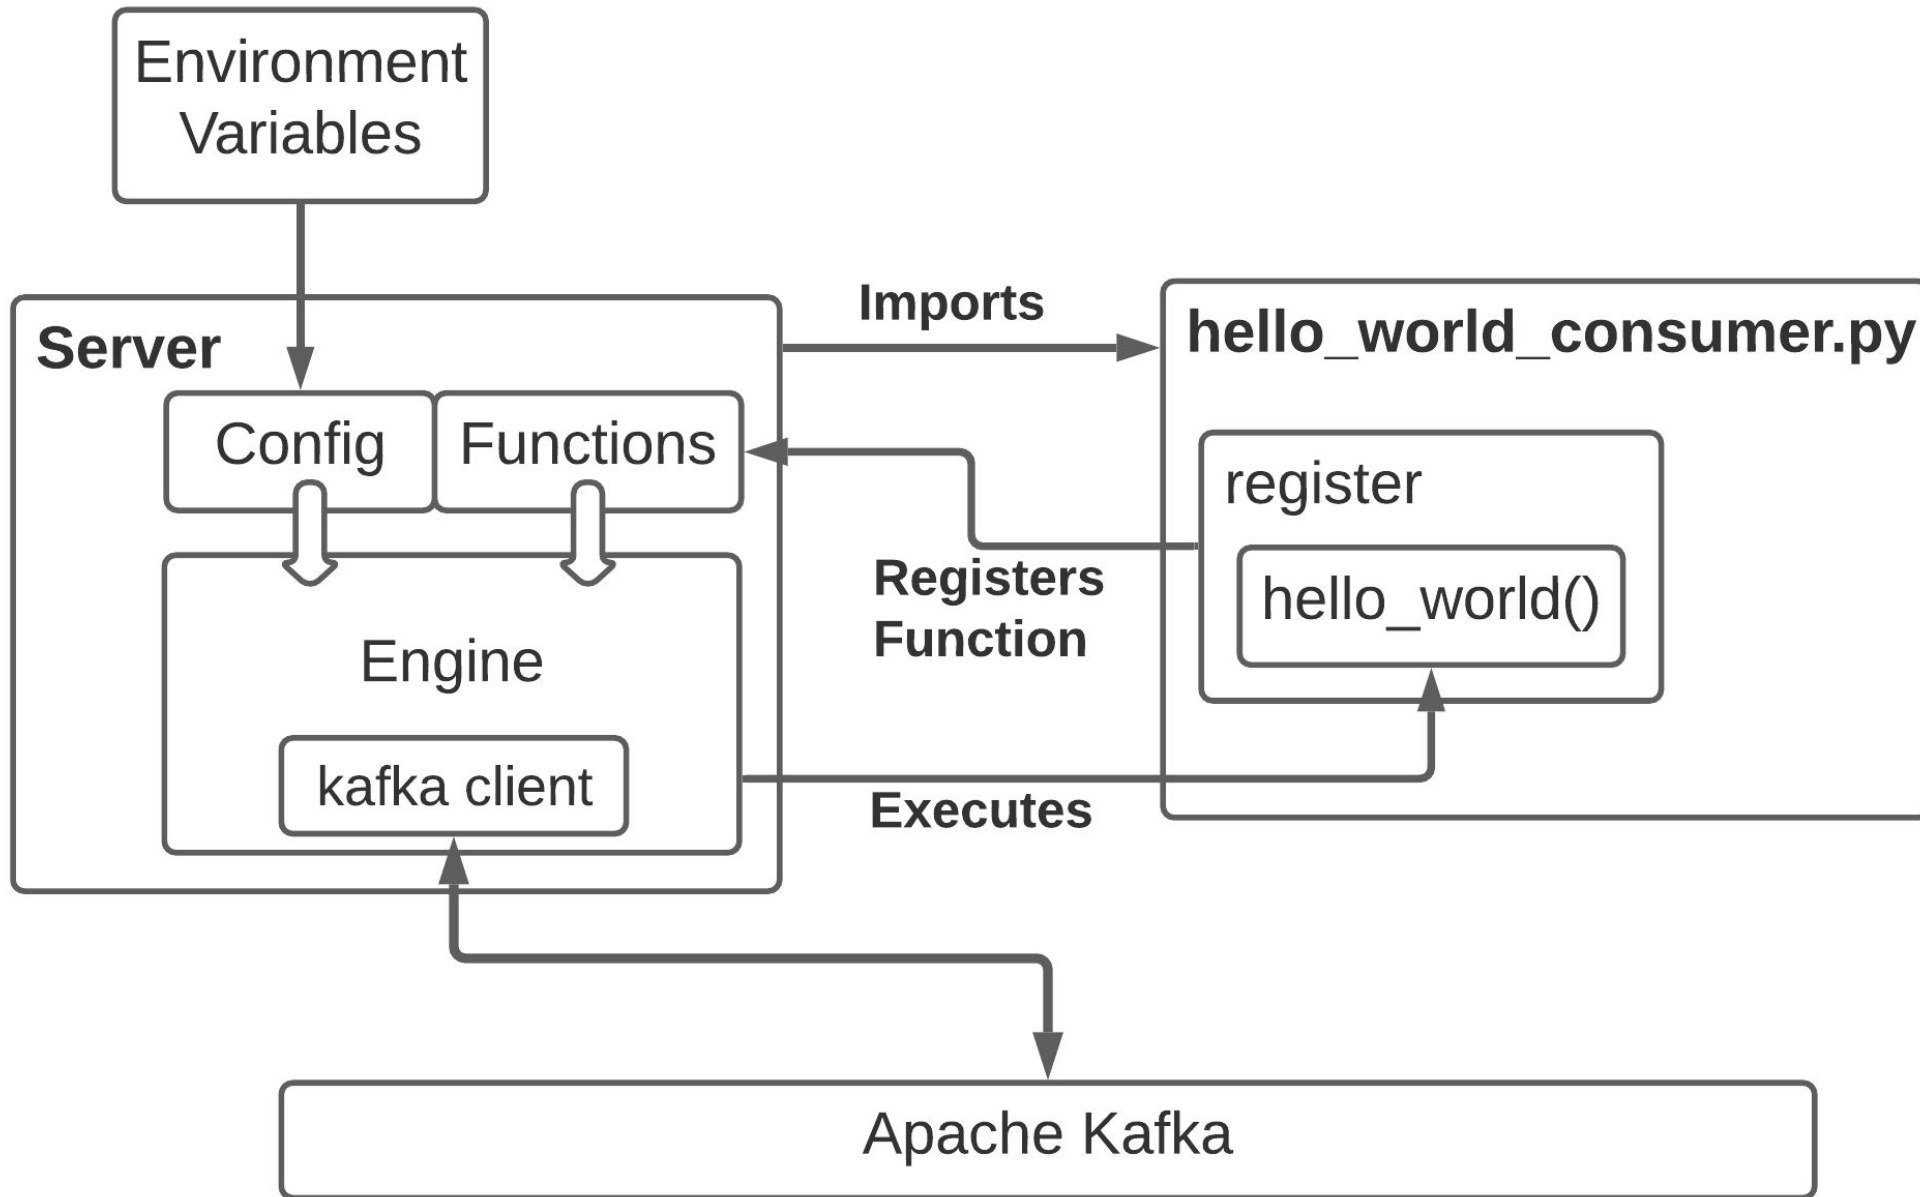 Environment
Variables
Server
Imports
hello_world_consumer.py
Config
Functions
register
Registers
Function
hello_world()
Engine
kafka client
Executes
Apache Kafka